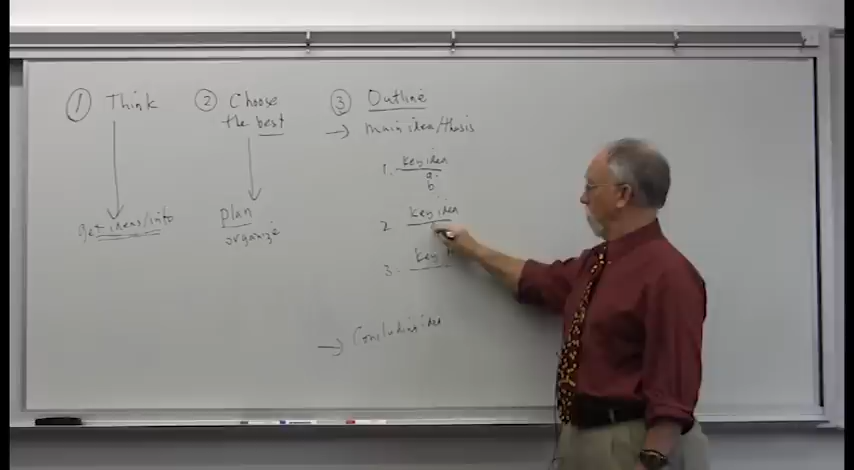 ① Think
get ideas/info
② Choose
the best
plan
organize
③ Outline
→ main idea/thesis
1. key idea
a.
b
2 key idea
3. key
→ Concluding idea